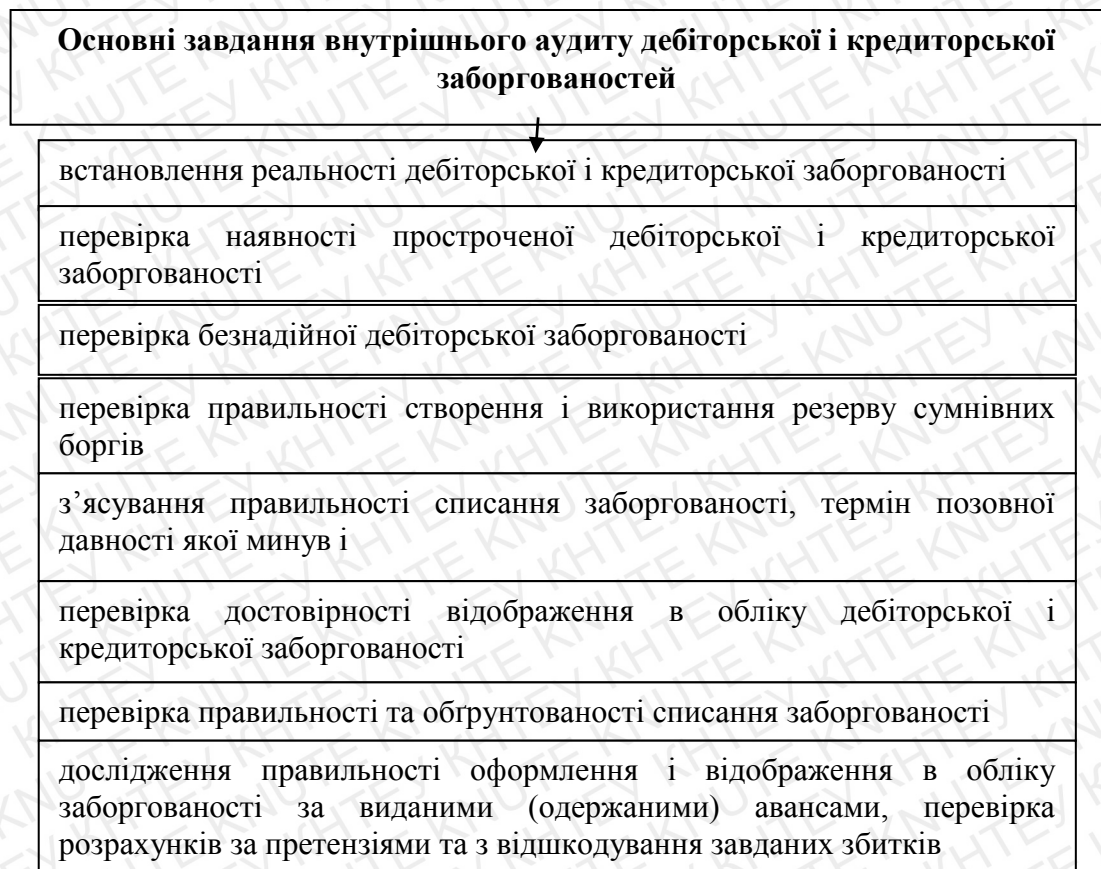 Основні завдання внутрішнього аудиту дебіторської і кредиторської
заборгованостей
встановлення реальності дебіторської і кредиторської заборгованості
перевірка наявності простроченої дебіторської і кредиторської
заборгованості
перевірка безнадійної дебіторської заборгованості
перевірка правильності створення і використання резерву сумнівних
боргів
з’ясування правильності списання заборгованості, термін позовної
давності якої минув і
перевірка достовірності відображення в обліку дебіторської і
кредиторської заборгованості
перевірка правильності та обґрунтованості списання заборгованості
дослідження правильності оформлення і відображення в обліку
заборгованості за виданими (одержаними) авансами, перевірка
розрахунків за претензіями та з відшкодування завданих збитків